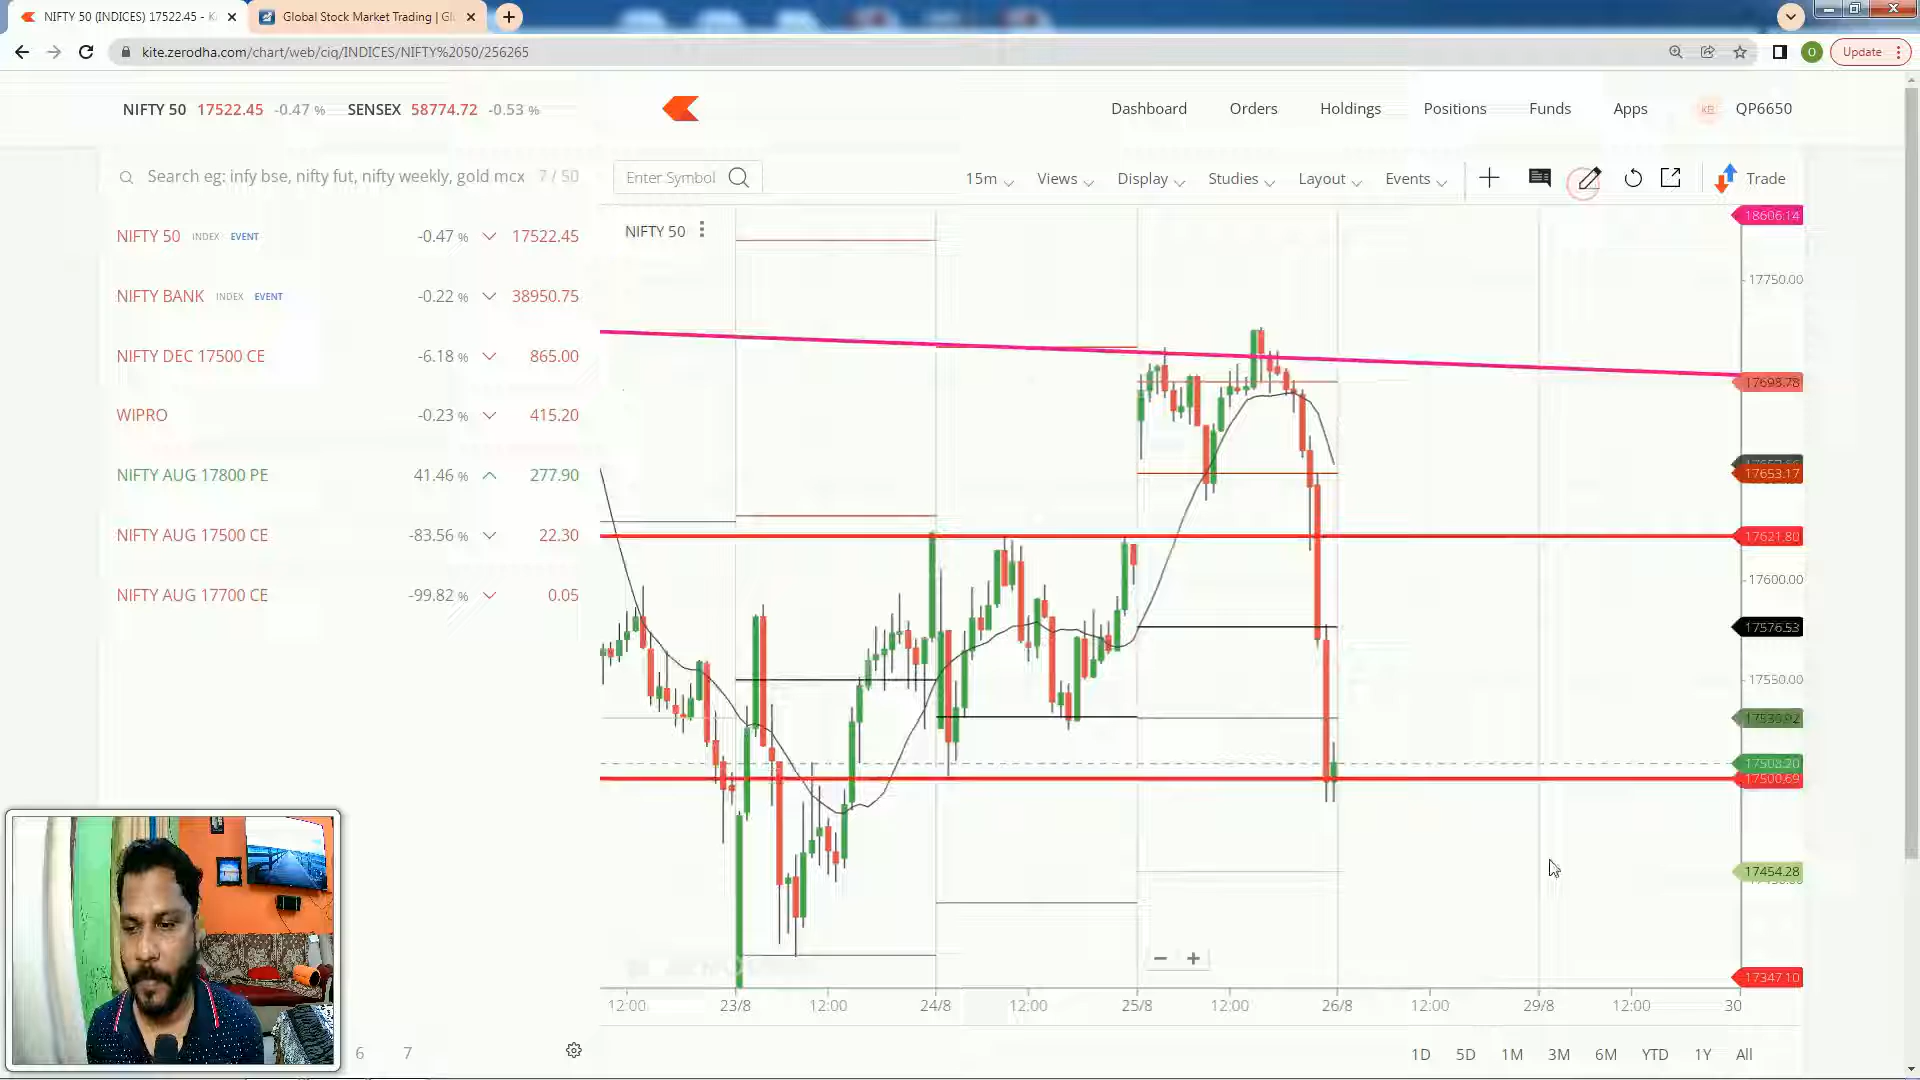 NIFTY 50 (INDICES) 17522.45 - K
Global Stock Market Trading | Gl
kite.zerodha.com/chart/web/ciq/INDICES/NIFTY%2050/256265
O
Update
NIFTY 50 17522.45 -0.47 % SENSEX 58774.72 -0.53 %
Dashboard Orders Holdings Positions Funds Apps KB QP6650
Search eg: infy bse, nifty fut, nifty weekly, gold mcx 7 / 50
Enter Symbol 15m Views Display Studies Layout Events Trade
NIFTY 50 INDEX EVENT -0.47 % 17522.45
NIFTY BANK INDEX EVENT -0.22 % 38950.75
NIFTY DEC 17500 CE -6.18 % 865.00
WIPRO -0.23 % 415.20
NIFTY AUG 17800 PE 41.46 % 277.90
NIFTY AUG 17500 CE -83.56 % 22.30
NIFTY AUG 17700 CE -99.82 % 0.05
6 7
NIFTY 50
18606.14
17750.00
17698.78
17653.17
17621.80
17600.00
17576.53
17550.00
17530.92
17508.20
17500.69
17454.28
17347.10
12:00 23/8 12:00 24/8 12:00 25/8 12:00 26/8 12:00 29/8 12:00 30
1D 5D 1M 3M 6M YTD 1Y All